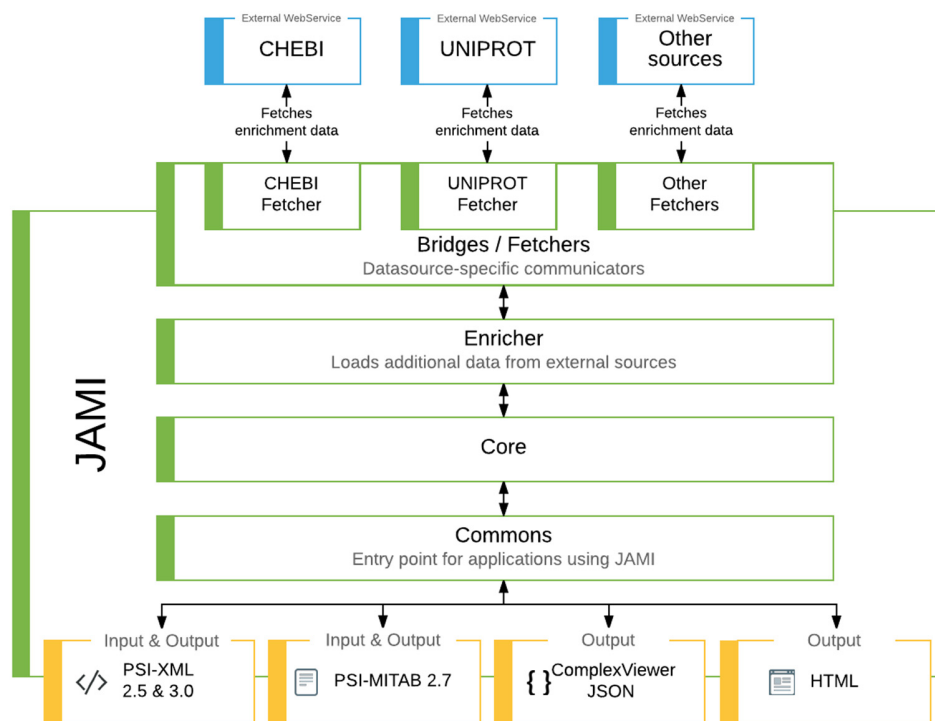 External WebService
CHEBI
External WebService
UNIPROT
External WebService
Other
sources
Fetches
enrichment data
Fetches
enrichment data
Fetches
enrichment data
CHEBI
Fetcher
UNIPROT
Fetcher
Other
Fetchers
Bridges / Fetchers
Datasource-specific communicators
Enricher
Loads additional data from external sources
JAMI
Core
Commons
Entry point for applications using JAMI
Input & Output
</> PSI-XML
2.5 & 3.0
Input & Output
PSI-MITAB 2.7
Output
{ } ComplexViewer
JSON
Output
HTML